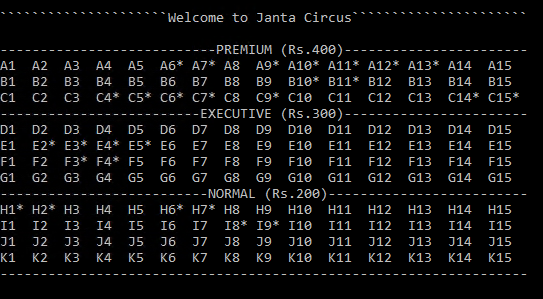 `````````````````````Welcome to Janta Circus``````````````````````
---------------------------PREMIUM (Rs.400)-----------------------
A1 A2 A3 A4 A5 A6* A7* A8 A9* A10* A11* A12* A13* A14 A15
B1 B2 B3 B4 B5 B6 B7 B8 B9 B10* B11* B12 B13 B14 B15
C1 C2 C3 C4* C5* C6* C7* C8 C9* C10 C11 C12 C13 C14* C15*
-------------------------EXECUTIVE (Rs.300)-----------------------
D1 D2 D3 D4 D5 D6 D7 D8 D9 D10 D11 D12 D13 D14 D15
E1 E2* E3* E4* E5* E6 E7 E8 E9 E10 E11 E12 E13 E14 E15
F1 F2 F3* F4* F5 F6 F7 F8 F9 F10 F11 F12 F13 F14 F15
G1 G2 G3 G4 G5 G6 G7 G8 G9 G10 G11 G12 G13 G14 G15
--------------------------NORMAL (Rs.200)-------------------------
H1* H2* H3 H4 H5 H6* H7* H8 H9 H10 H11 H12 H13 H14 H15
I1 I2 I3 I4 I5 I6 I7 I8* I9* I10 I11 I12 I13 I14 I15
J1 J2 J3 J4 J5 J6 J7 J8 J9 J10 J11 J12 J13 J14 J15
K1 K2 K3 K4 K5 K6 K7 K8 K9 K10 K11 K12 K13 K14 K15
------------------------------------------------------------------